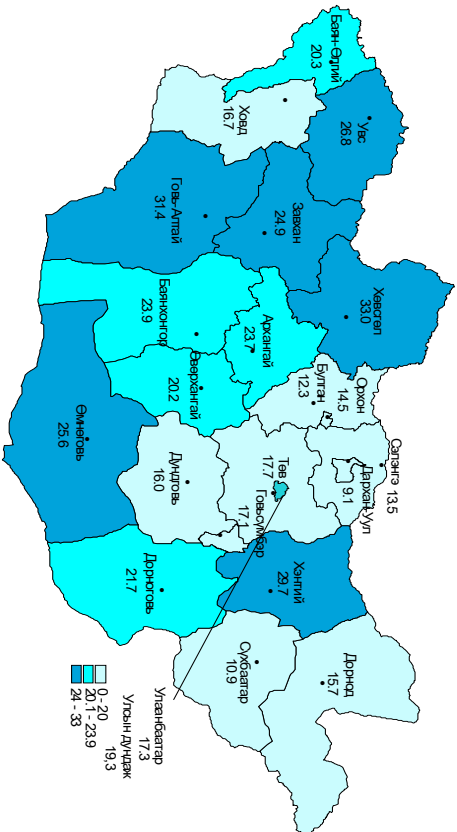 Баян-Өлгий
20.3
Увс
26.8
Ховд
16.7
Завхан
24.9
Говь-Алтай
31.4
Хөвсгөл
33.0
Баянхонгор
23.9
Архангай
23.7
Өвөрхангай
20.2
Орхон
14.5
Булган
12.3
Сэлэнгэ 13.5
Дархан-Уул
9.1
Төв
17.7
Говьсүмбэр
17.1
Дундговь
16.0
Өмнөговь
25.6
Дорноговь
21.7
Хэнтий
29.7
Дорнод
15.7
Сүхбаатар
10.9
Улаанбаатар
17.3
Улсын дундаж
19,3
0 - 20
20.1 - 23.9
24 - 33